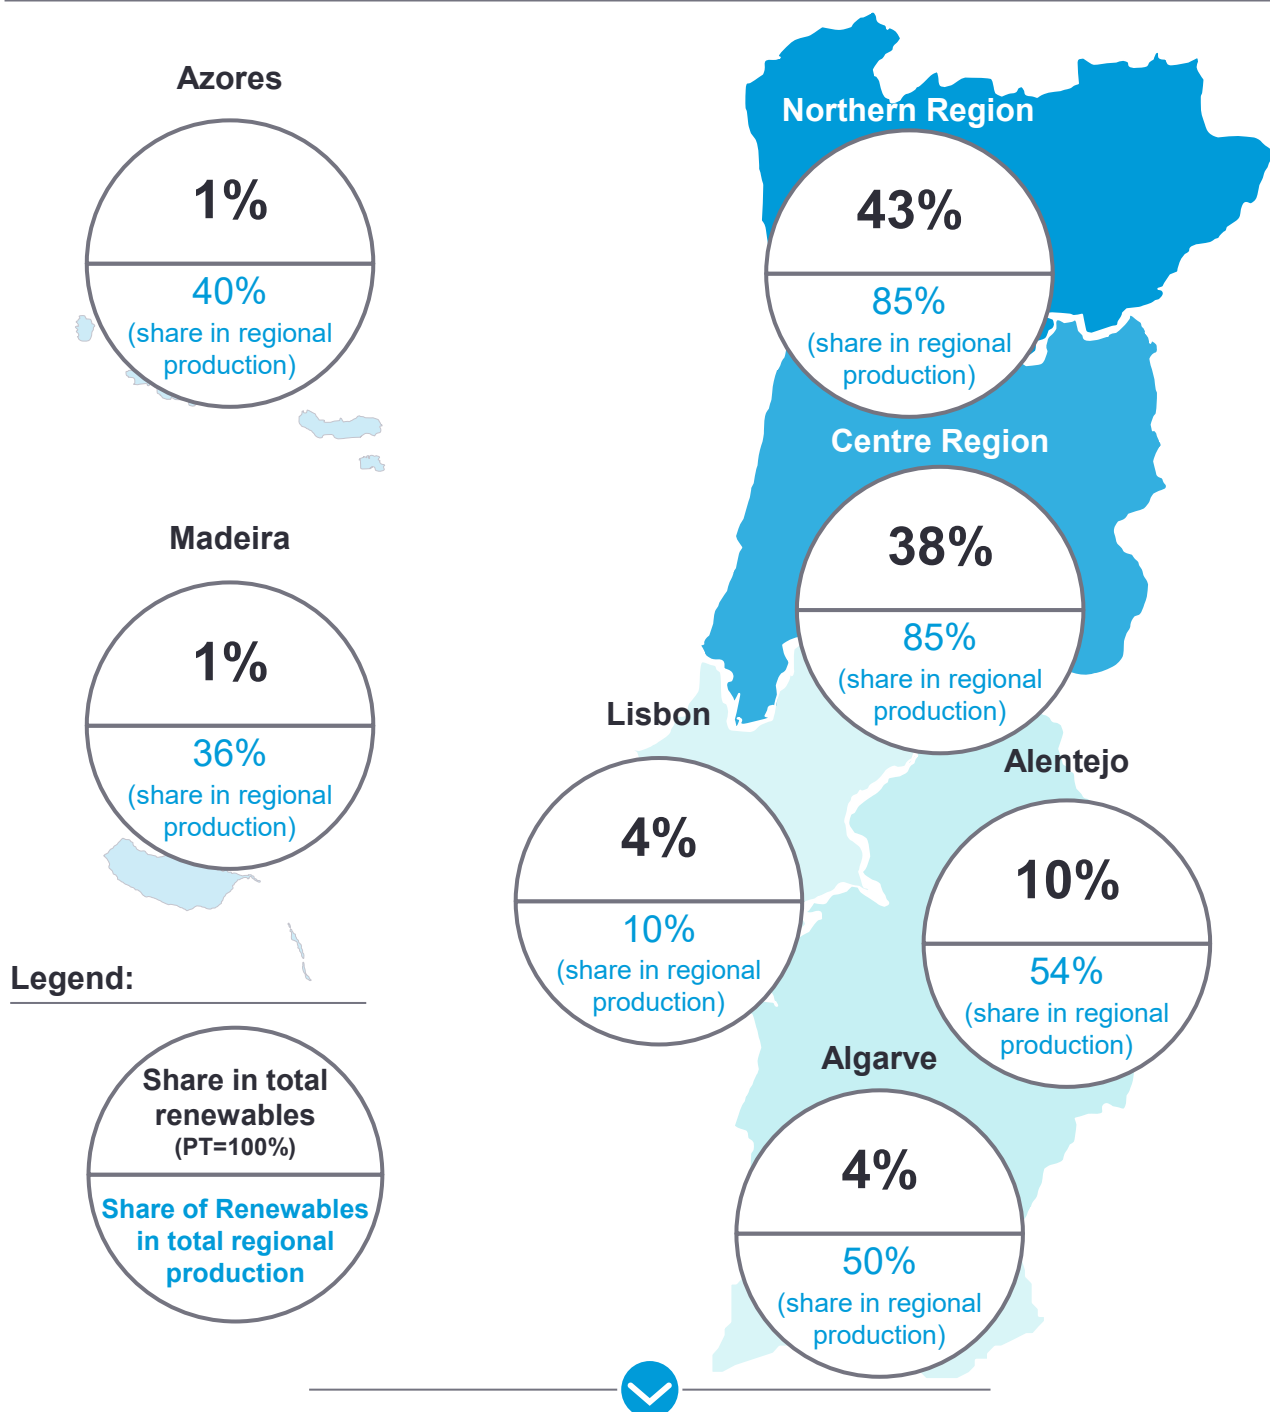 Azores
1%
40%
(share in regional
production)
Northern Region
43%
85%
(share in regional
production)
Centre Region
38%
85%
(share in regional
production)
Madeira
1%
36%
(share in regional
production)
Lisbon
4%
10%
(share in regional
production)
Alentejo
10%
54%
(share in regional
production)
Algarve
4%
50%
(share in regional
production)
Legend:
Share in total
renewables
(PT=100%)
Share of Renewables
in total regional
production